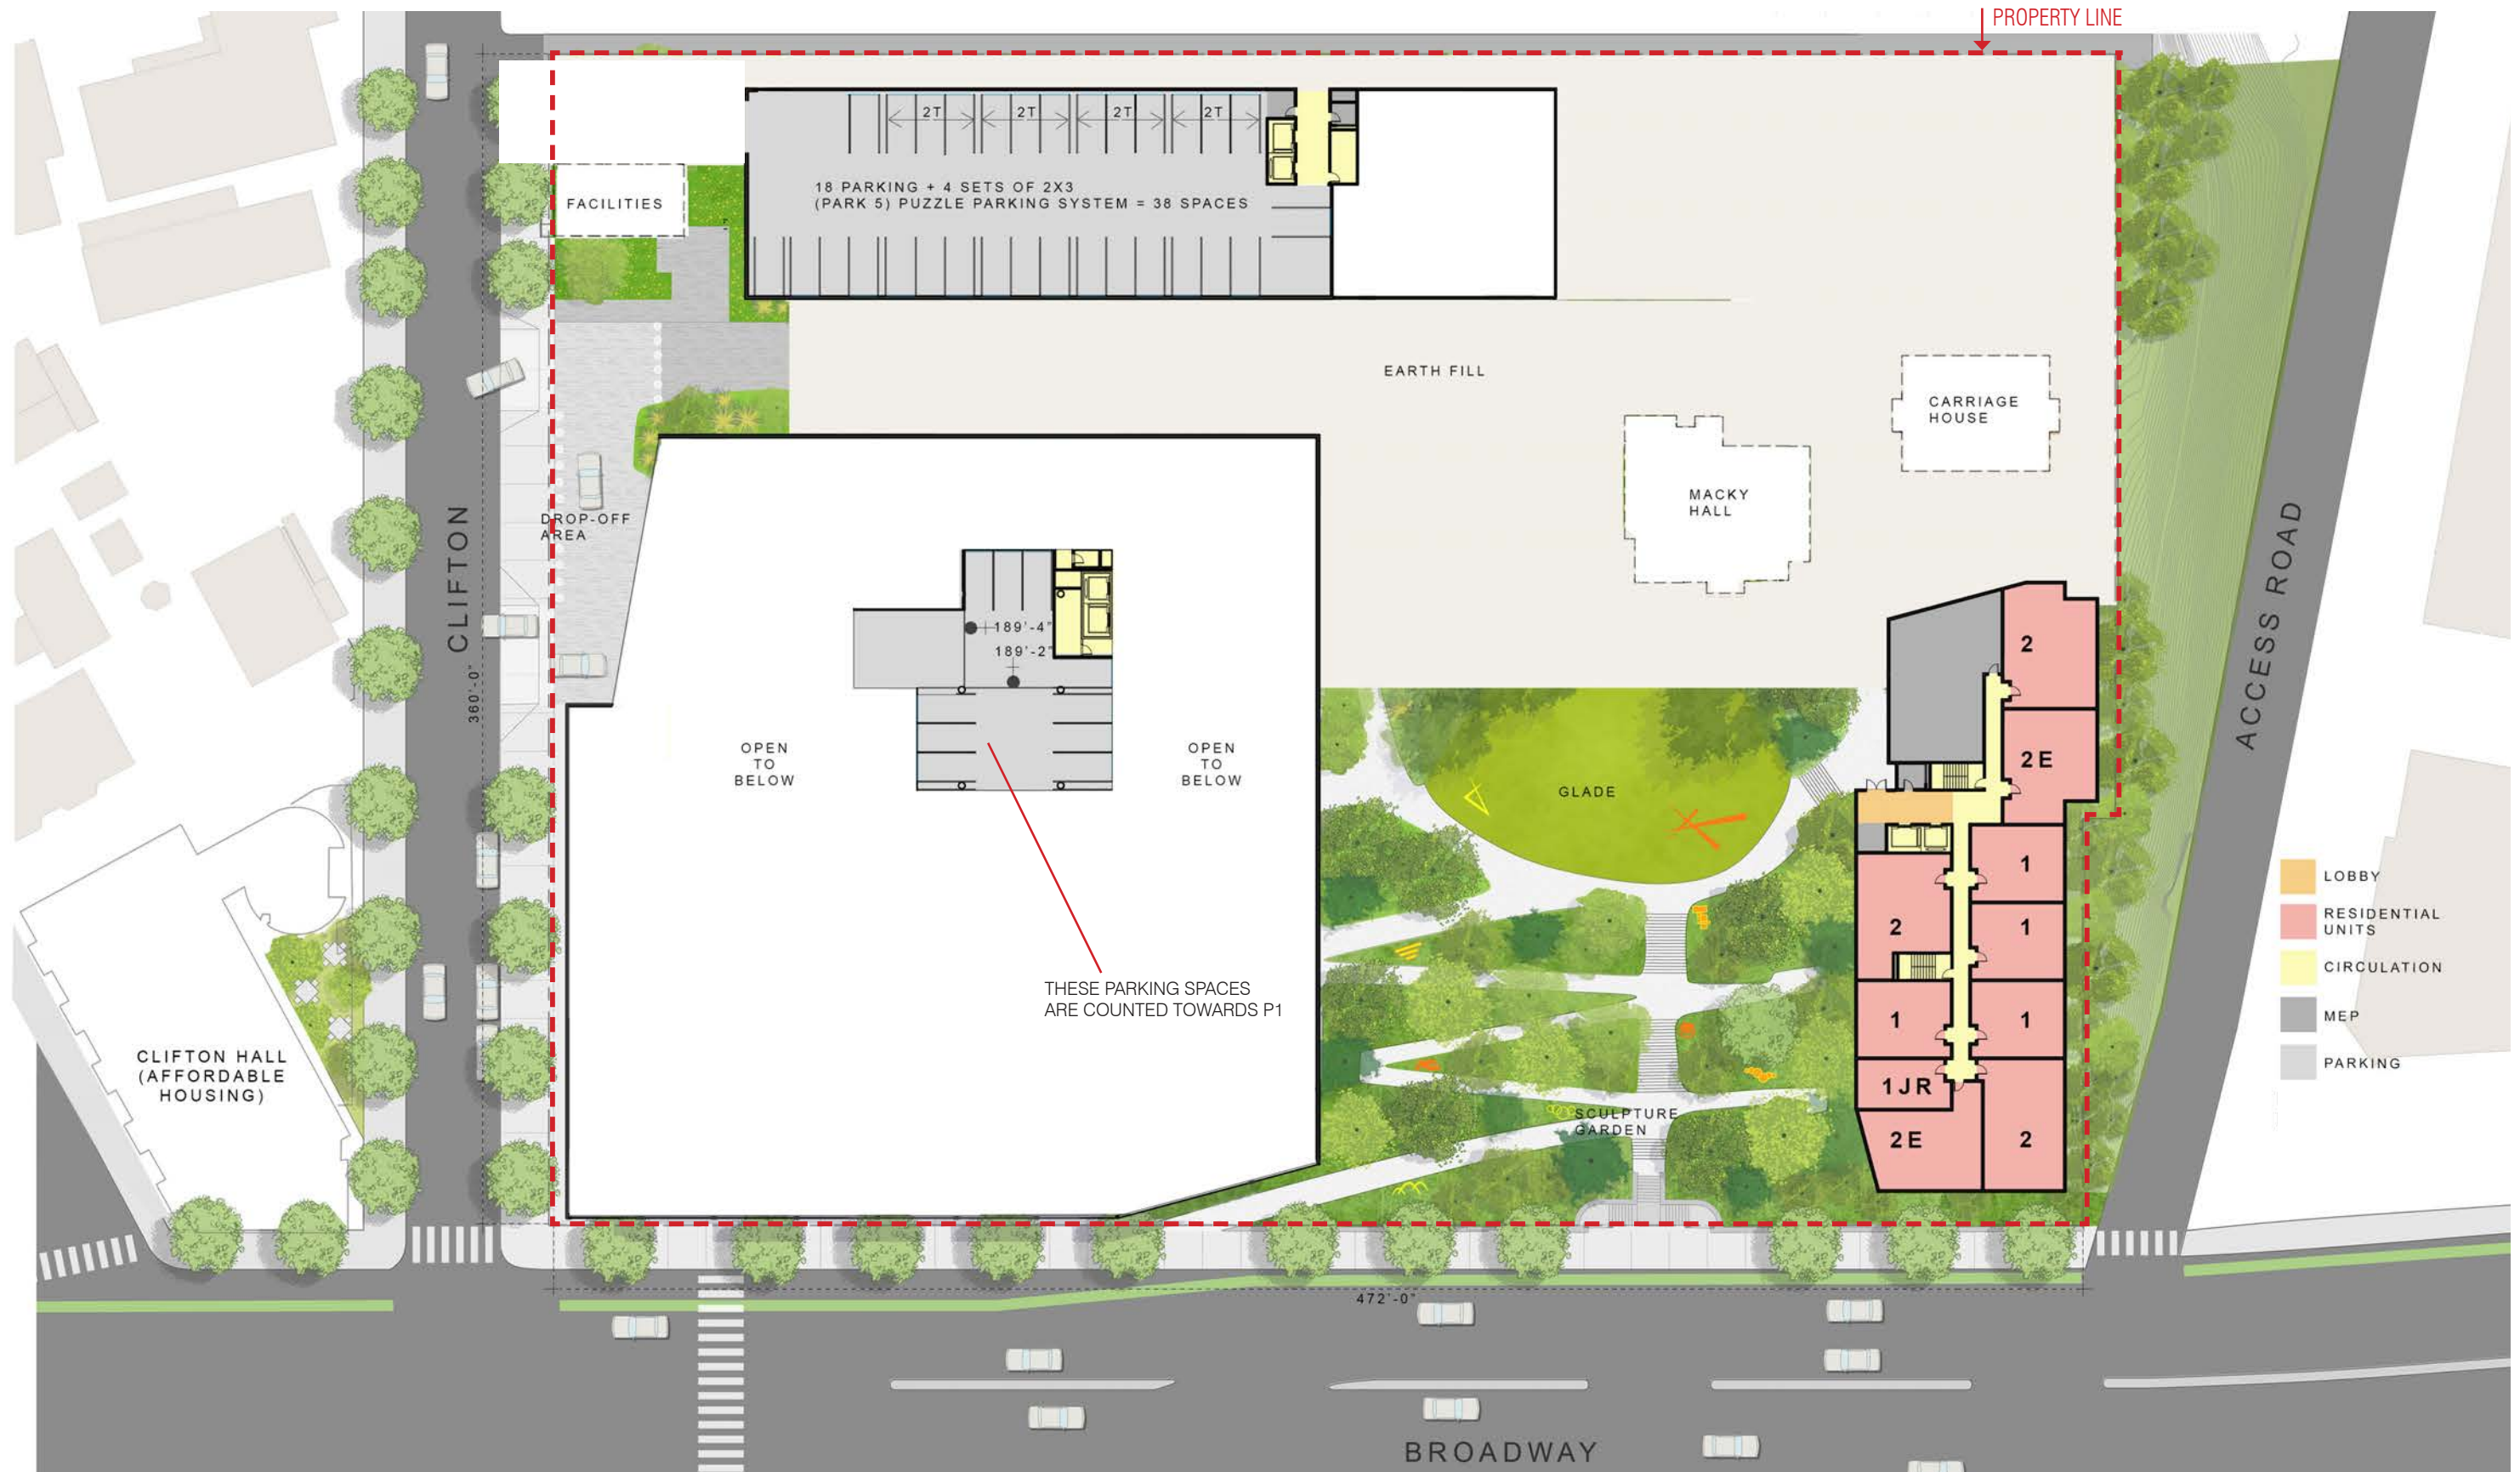 PROPERTY LINE
2T
2T
2T
2T
18 PARKING + 4 SETS OF 2X3
(PARK 5) PUZZLE PARKING SYSTEM = 38 SPACES
FACILITIES
EARTH FILL
CARRIAGE
HOUSE
MACKY
HALL
DROP-OFF
AREA
CLIFTON
360'-0"
189'-4"
189'-2"
OPEN
TO
BELOW
OPEN
TO
BELOW
GLADE
ACCESS ROAD
2
2E
1
2
1
1
1
1JR
2E
2
THESE PARKING SPACES
ARE COUNTED TOWARDS P1
SCULPTURE
GARDEN
CLIFTON HALL
(AFFORDABLE
HOUSING)
LOBBY
RESIDENTIAL
UNITS
CIRCULATION
MEP
PARKING
472'-0"
BROADWAY